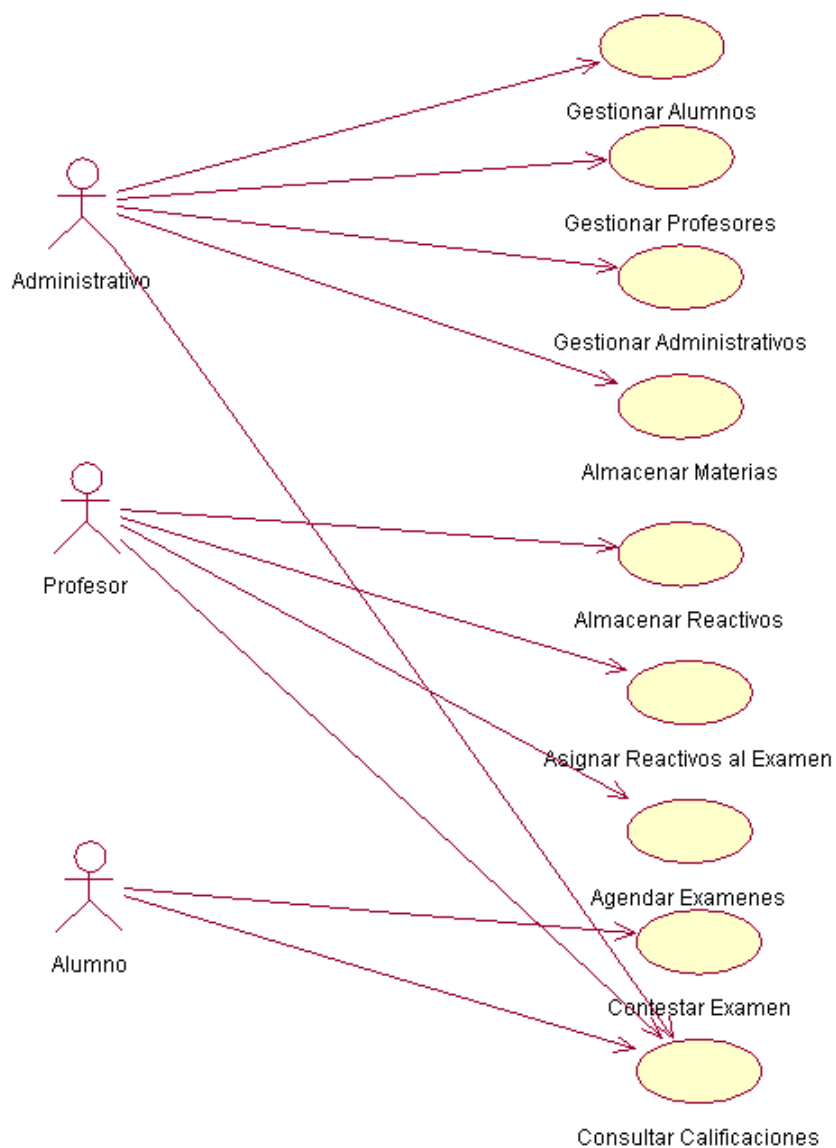 Gestionar Alumnos
Gestionar Profesores
Administrativo
Gestionar Administrativos
Almacenar Materias
Profesor
Almacenar Reactivos
Asignar Reactivos al Examen
Agendar Examenes
Alumno
Contestar Examen
Consultar Calificaciones